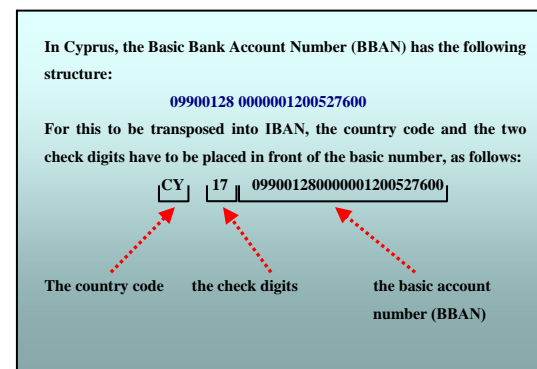 In Cyprus, the Basic Bank Account Number (BBAN) has the following
structure:
09900128 0000001200527600
For this to be transposed into IBAN, the country code and the two
check digits have to be placed in front of the basic number, as follows:
CY 17 099001280000001200527600
The country code the check digits the basic account
number (BBAN)